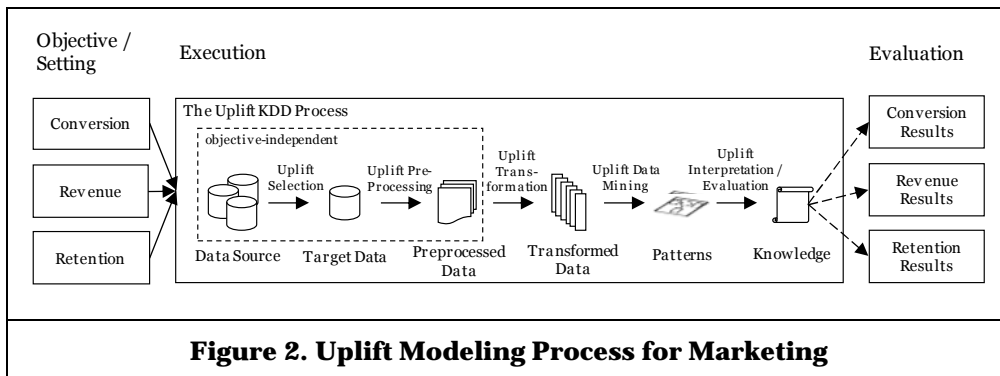 Objective /
Setting
Execution
Evaluation
Conversion
Revenue
Retention
The Uplift KDD Process
objective-independent
Uplift
Selection
Uplift Pre-
Processing
Uplift
Trans-
formation
Uplift Data
Mining
Uplift
Interpretation /
Evaluation
Data Source
Target Data
Preprocessed
Data
Transformed
Data
Patterns
Knowledge
Conversion
Results
Revenue
Results
Retention
Results
Figure 2. Uplift Modeling Process for Marketing